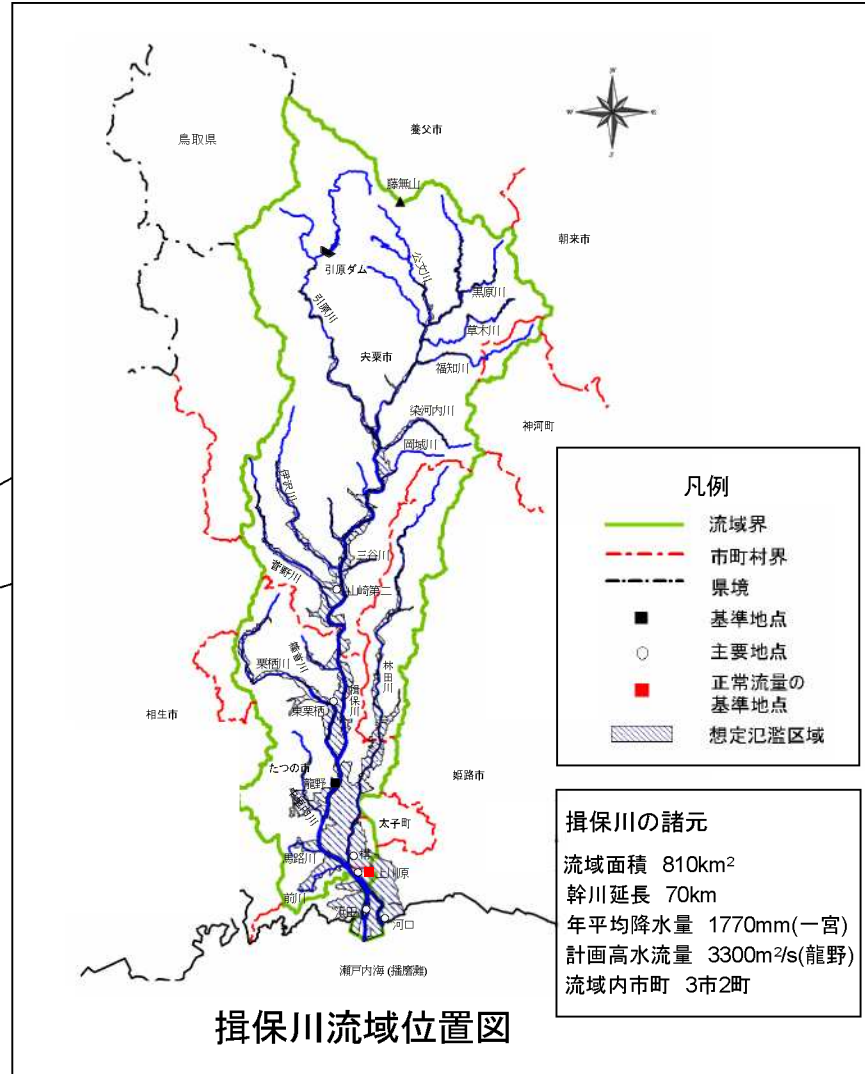 N
W
E
S
鳥取県
養父市
藤無山
朝来市
引原ダム
公文川
引原川
黒原川
草木川
宍粟市
福知川
染河内川
神河町
岡城川
伊沢川
三谷川
菅野川
山崎第二
栗栖川
林田川
揖保川
東栗栖
相生市
たつの市
龍野
姫路市
太子町
馬路川
構
上川原
前川
河口
瀬戸内海(播磨灘)
凡例
流域界
市町村界
県境
基準地点
主要地点
正常流量の
基準地点
想定氾濫区域
揖保川の諸元
流域面積 810km²
幹川延長 70km
年平均降水量 1770mm(一宮)
計画高水流量 3300m²/s(龍野)
流域内市町 3市2町
揖保川流域位置図